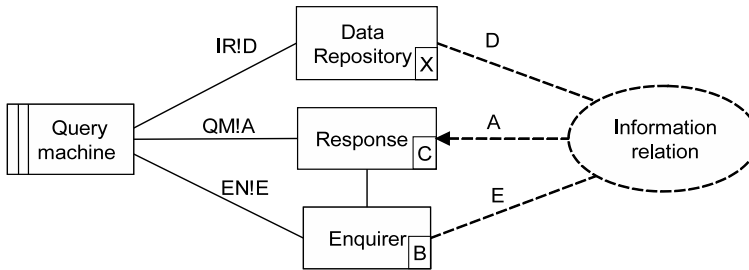 IR!D
Data
Repository
X
D
Query
machine
QM!A
Response
C
A
Information
relation
EN!E
Enquirer
B
E